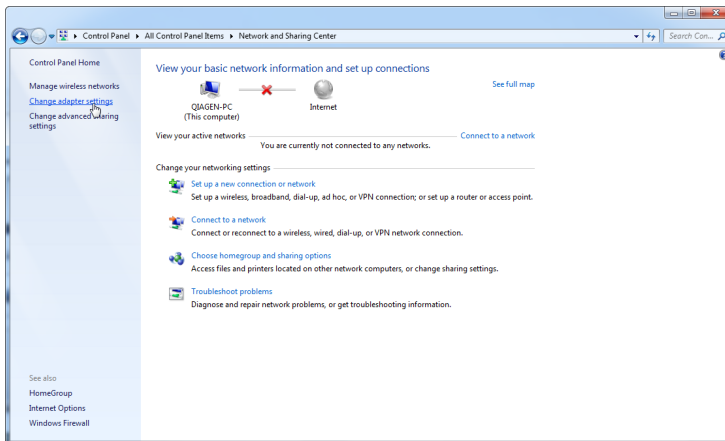 Control Panel ▸ All Control Panel Items ▸ Network and Sharing Center
Search Con...
Control Panel Home
Manage wireless networks
Change adapter settings
Change advanced sharing
settings
See also
HomeGroup
Internet Options
Windows Firewall
View your basic network information and set up connections
See full map
QIAGEN-PC
(This computer)
Internet
View your active networks
Connect to a network
You are currently not connected to any networks.
Change your networking settings
Set up a new connection or network
Set up a wireless, broadband, dial-up, ad hoc, or VPN connection; or set up a router or access point.
Connect to a network
Connect or reconnect to a wireless, wired, dial-up, or VPN network connection.
Choose homegroup and sharing options
Access files and printers located on other network computers, or change sharing settings.
Troubleshoot problems
Diagnose and repair network problems, or get troubleshooting information.